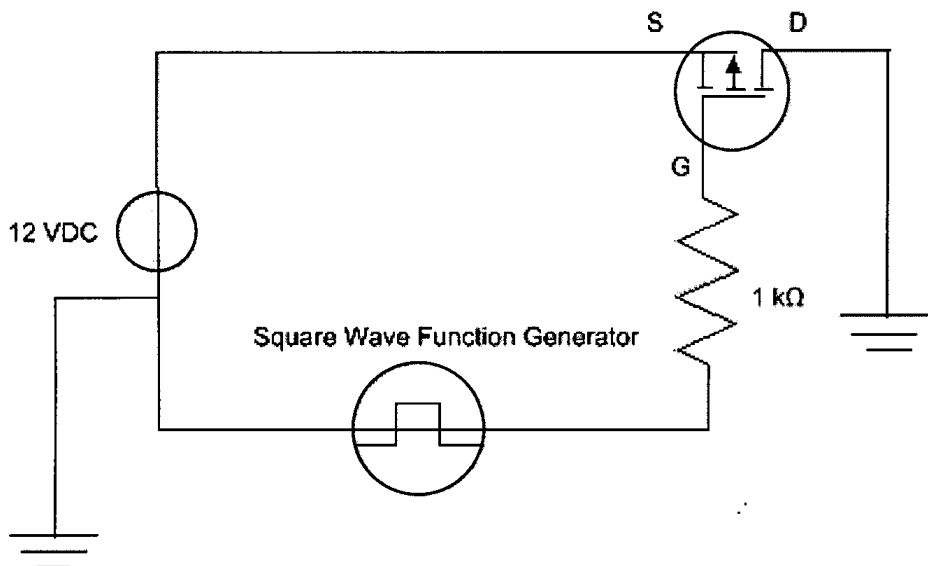 S D
G
12 VDC
1 kΩ
Square Wave Function Generator